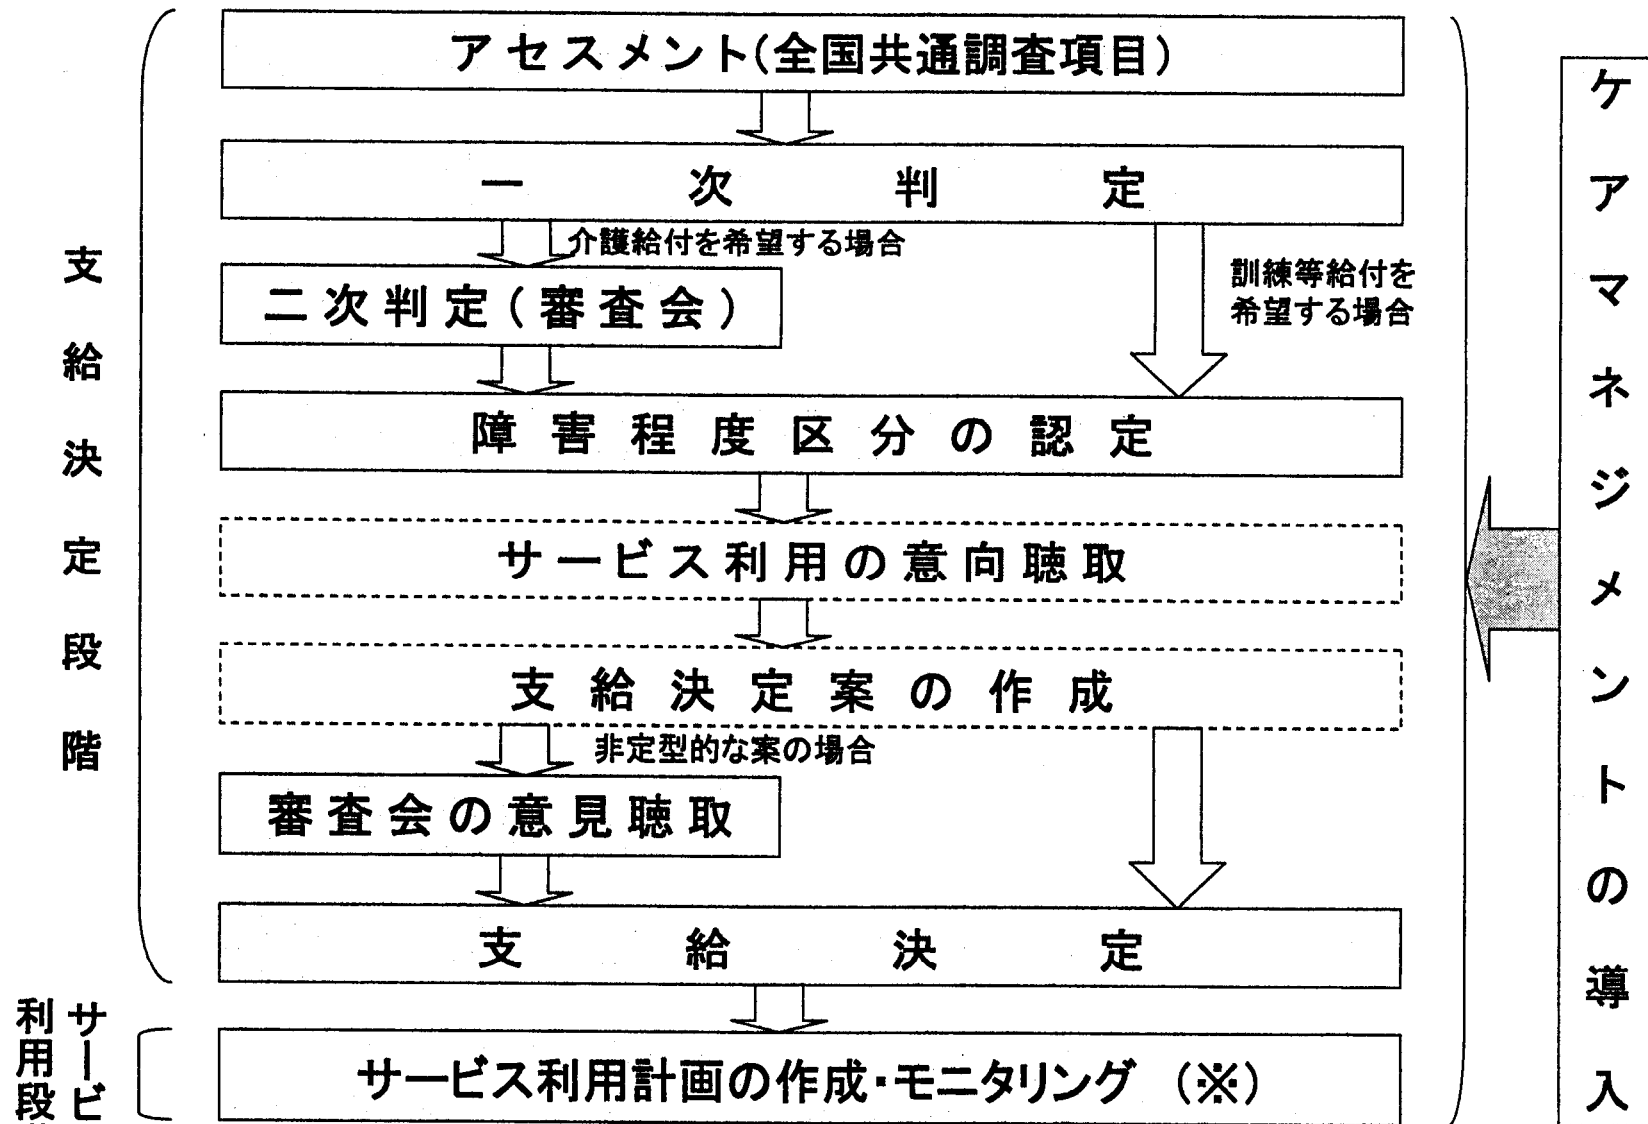 アセスメント(全国共通調査項目)
一次判定
介護給付を希望する場合
訓練等給付を
希望する場合
二次判定(審査会)
障害程度区分の認定
サービス利用の意向聴取
支給決定案の作成
非定型的な案の場合
審査会の意見聴取
支給決定
サービス利用計画の作成・モニタリング (※)
支給決定段階
サービ
利用段
ケアマネジメントの導入